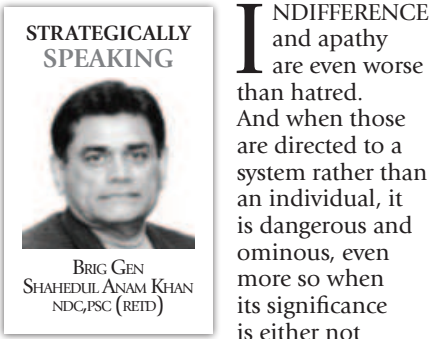 STRATEGICALLY
SPEAKING
BRIG GEN
SHAHEDUL ANAM KHAN
NDC,PSC (RETD)
INDIFFERENCE
and apathy
are even worse
than hatred.
And when those
are directed to a
system rather than
an individual, it
is dangerous and
ominous, even
more so when
its significance
is either not